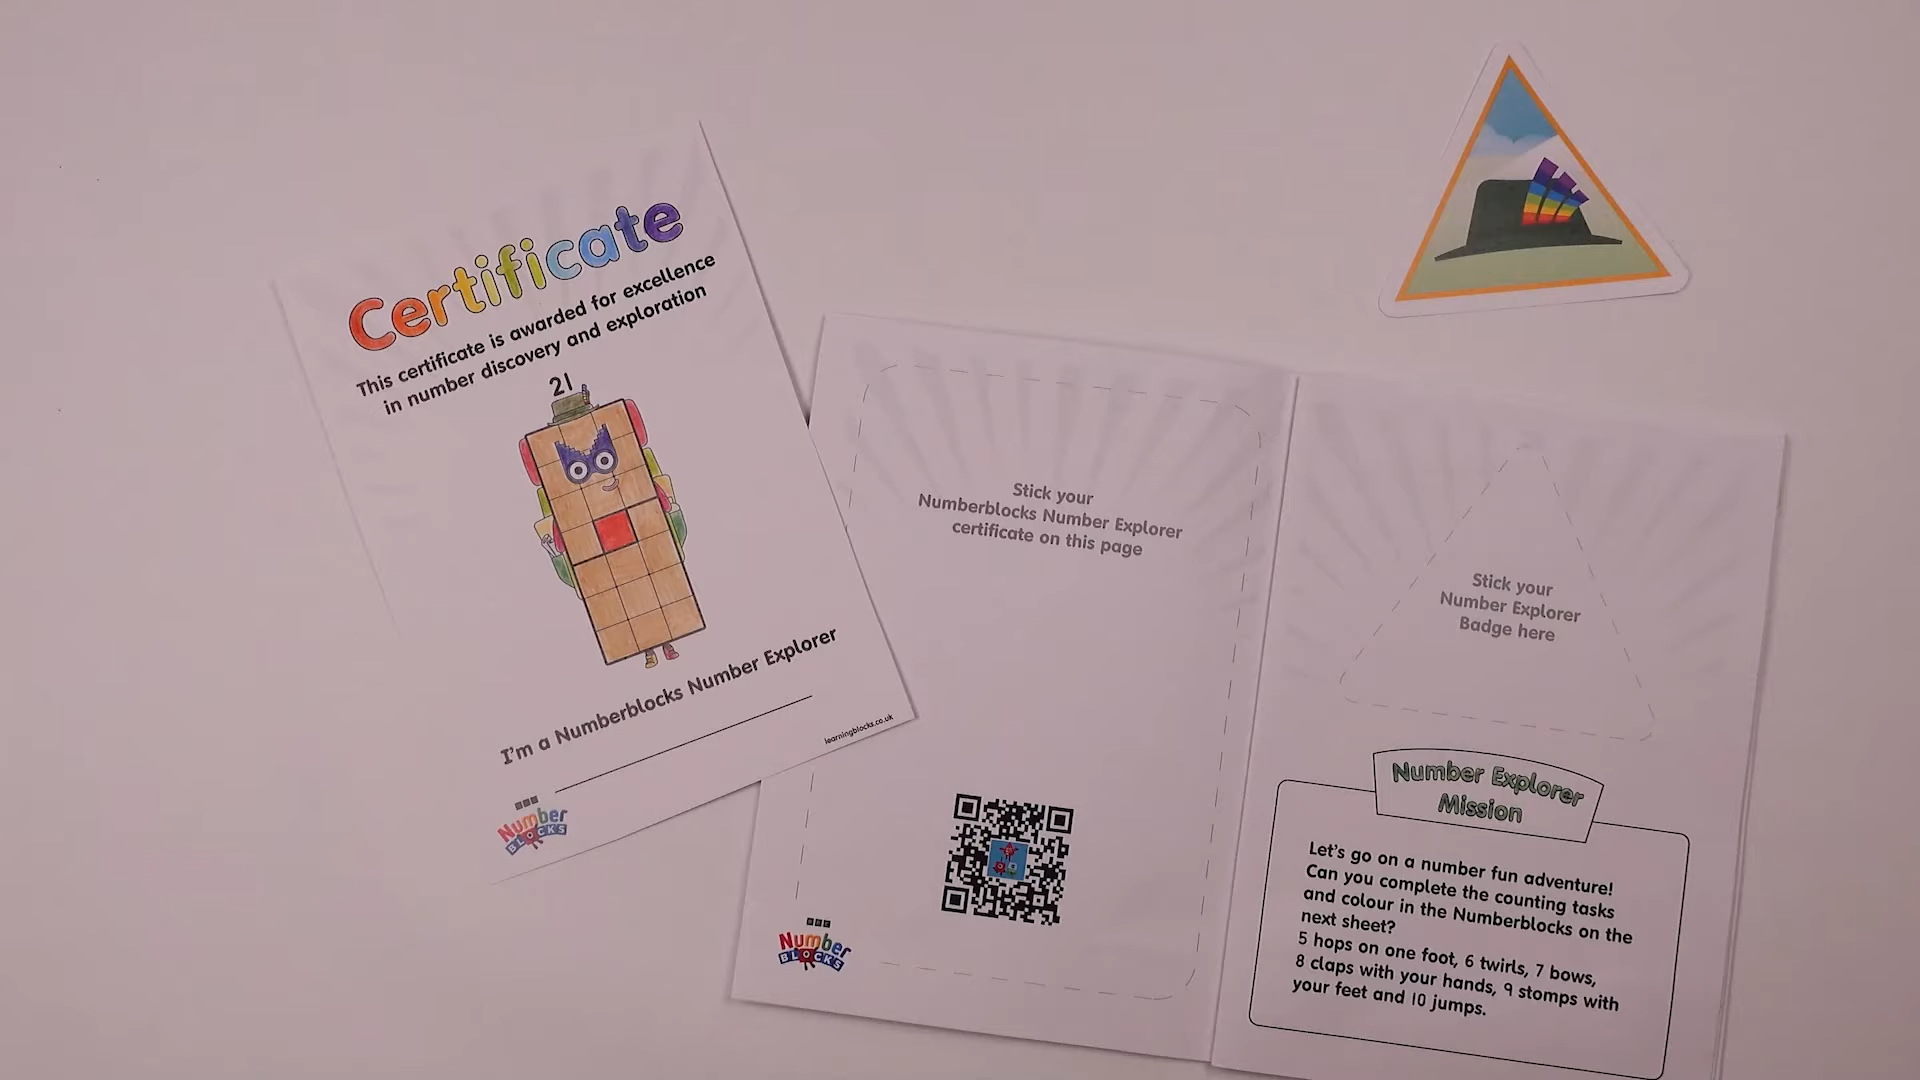 Certificate
This certificate is awarded for excellence
in number discovery and exploration
21
I'm a Numberblocks Number Explorer
learningblocks.co.uk
Number
BLOCKS
Stick your
Numberblocks Number Explorer
certificate on this page
Number
BLOCKS
Stick your
Number Explorer
Badge here
Number Explorer
Mission
Let's go on a number fun adventure!
Can you complete the counting tasks
and colour in the Numberblocks on the
next sheet?
5 hops on one foot, 6 twirls, 7 bows,
8 claps with your hands, 9 stomps with
your feet and 10 jumps.